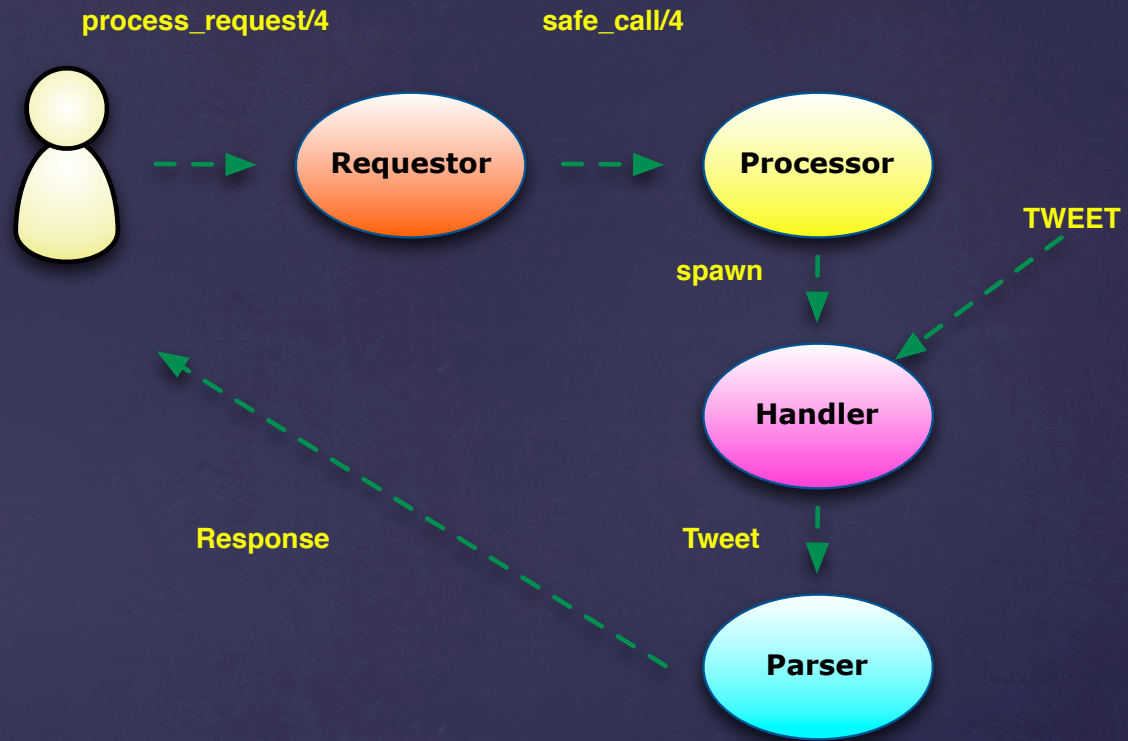 process_request/4
safe_call/4
Requestor
Processor
TWEET
spawn
Handler
Response
Tweet
Parser